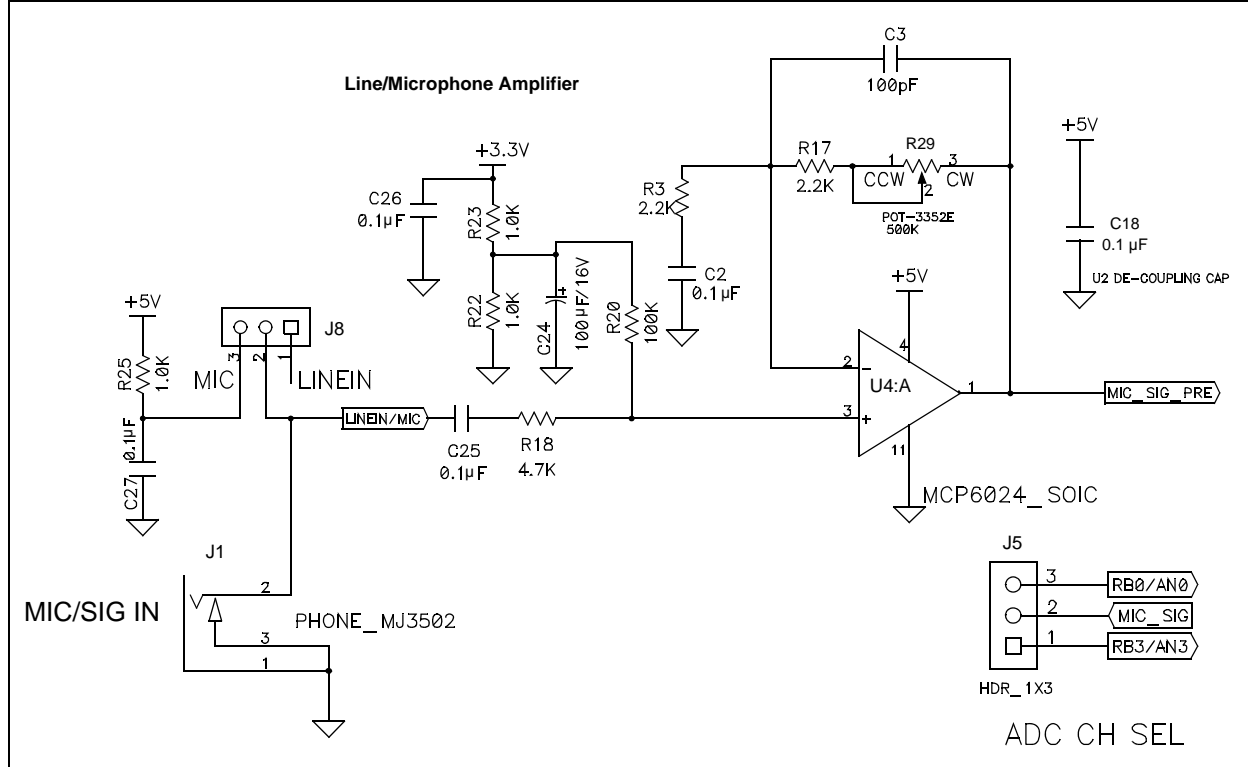 Line/Microphone Amplifier
C3
100pF
+3.3V
C26
0.1µF
R23
1.0K
R22
1.0K
C24
100µF/16V
R20
100K
R3
2.2K
C2
0.1µF
R17
2.2K
R29
1
3
CCW
CW
2
POT-3352E
500K
+5V
C18
0.1 µF
U2 DE-COUPLING CAP
+5V
R25
1.0K
0.1µF
C27
J8
3
2
1
MIC
LINEIN
LINEIN/MIC
C25
0.1µF
R18
4.7K
+5V
4
2
-
U4:A
1
3
+
11
MCP6024_SOIC
MIC_SIG_PRE
J1
MIC/SIG IN
2
3
1
PHONE_MJ3502
J5
3
RB0/AN0
2
MIC_SIG
1
RB3/AN3
HDR_1X3
ADC CH SEL